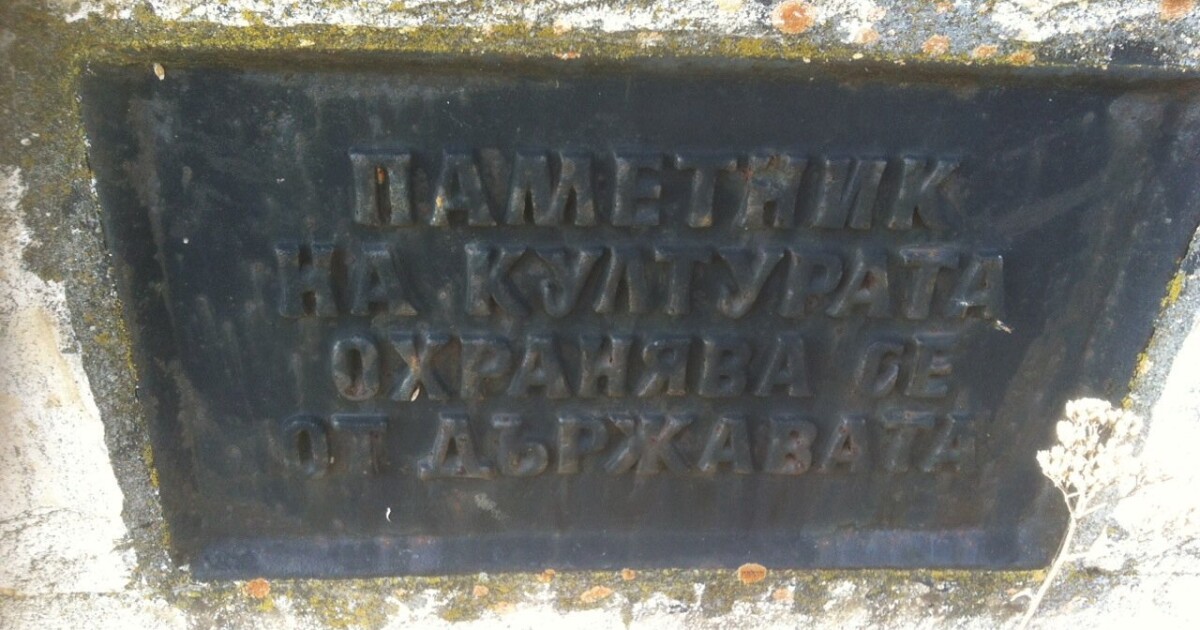 ПАМЕТНИК
НА КУЛТУРАТА
ОХРАНЯВА СЕ
ОТ ДЪРЖАВАТА